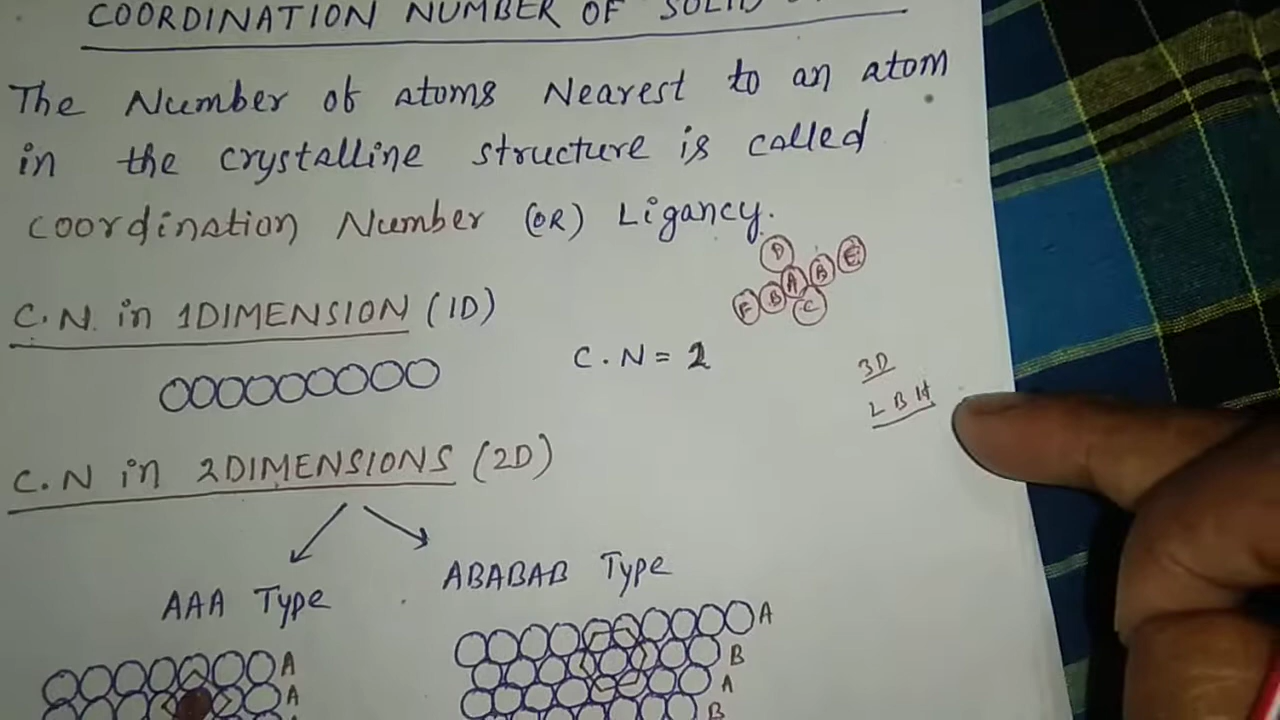 COORDINATION NUMBER OF SOLID
The Number of atoms Nearest to an atom
in the crystalline structure is called
Coordination Number (OR) Ligancy.
D
A B E
F B C
C.N. in 1DIMENSION (1D)
C.N = 2
3D
L B H
C.N in 2DIMENSIONS (2D)
AAA Type
ABABAB Type
A
B
A
B
A
A